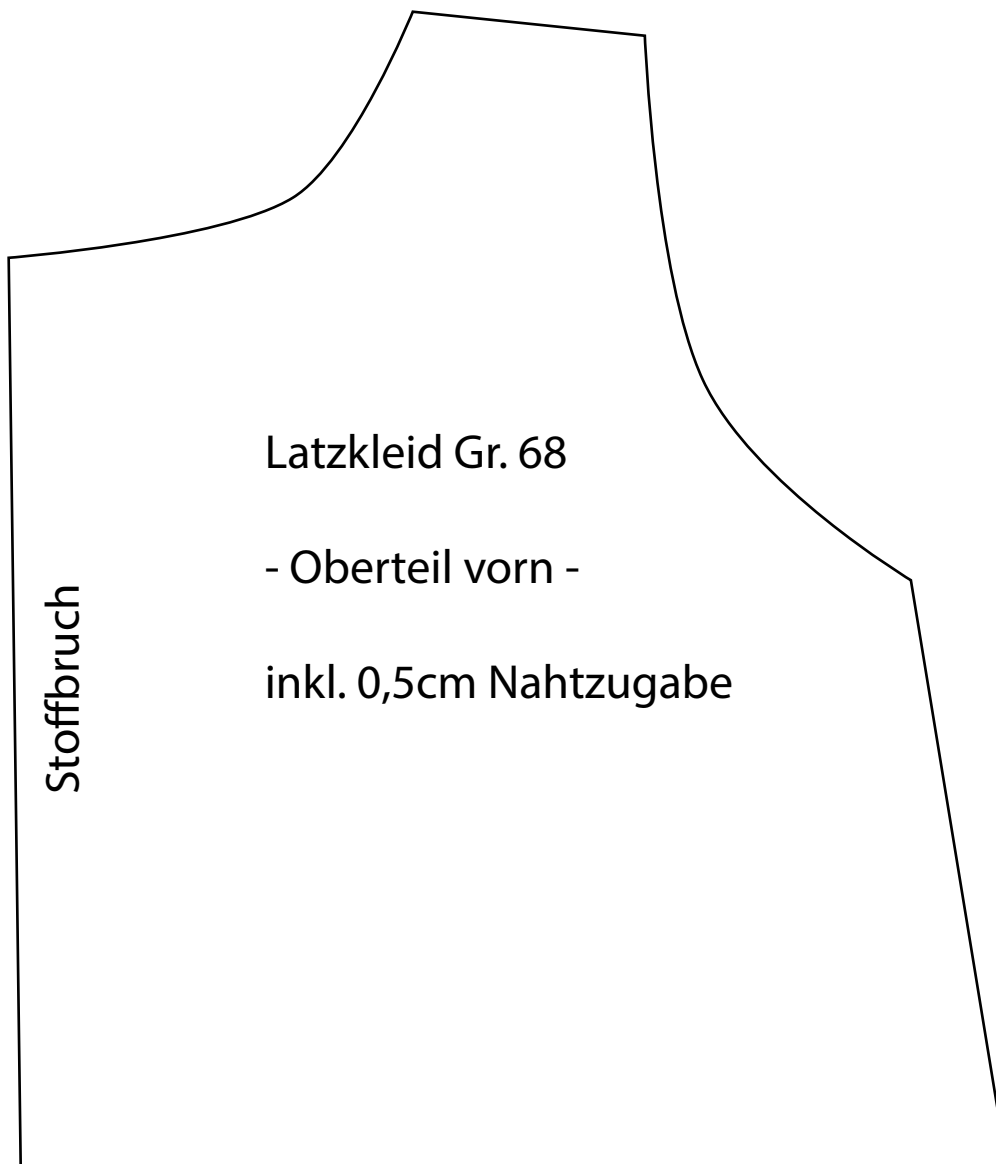 Latzkleid Gr. 68
- Oberteil vorn -
inkl. 0,5cm Nahtzugabe
Stoffbruch